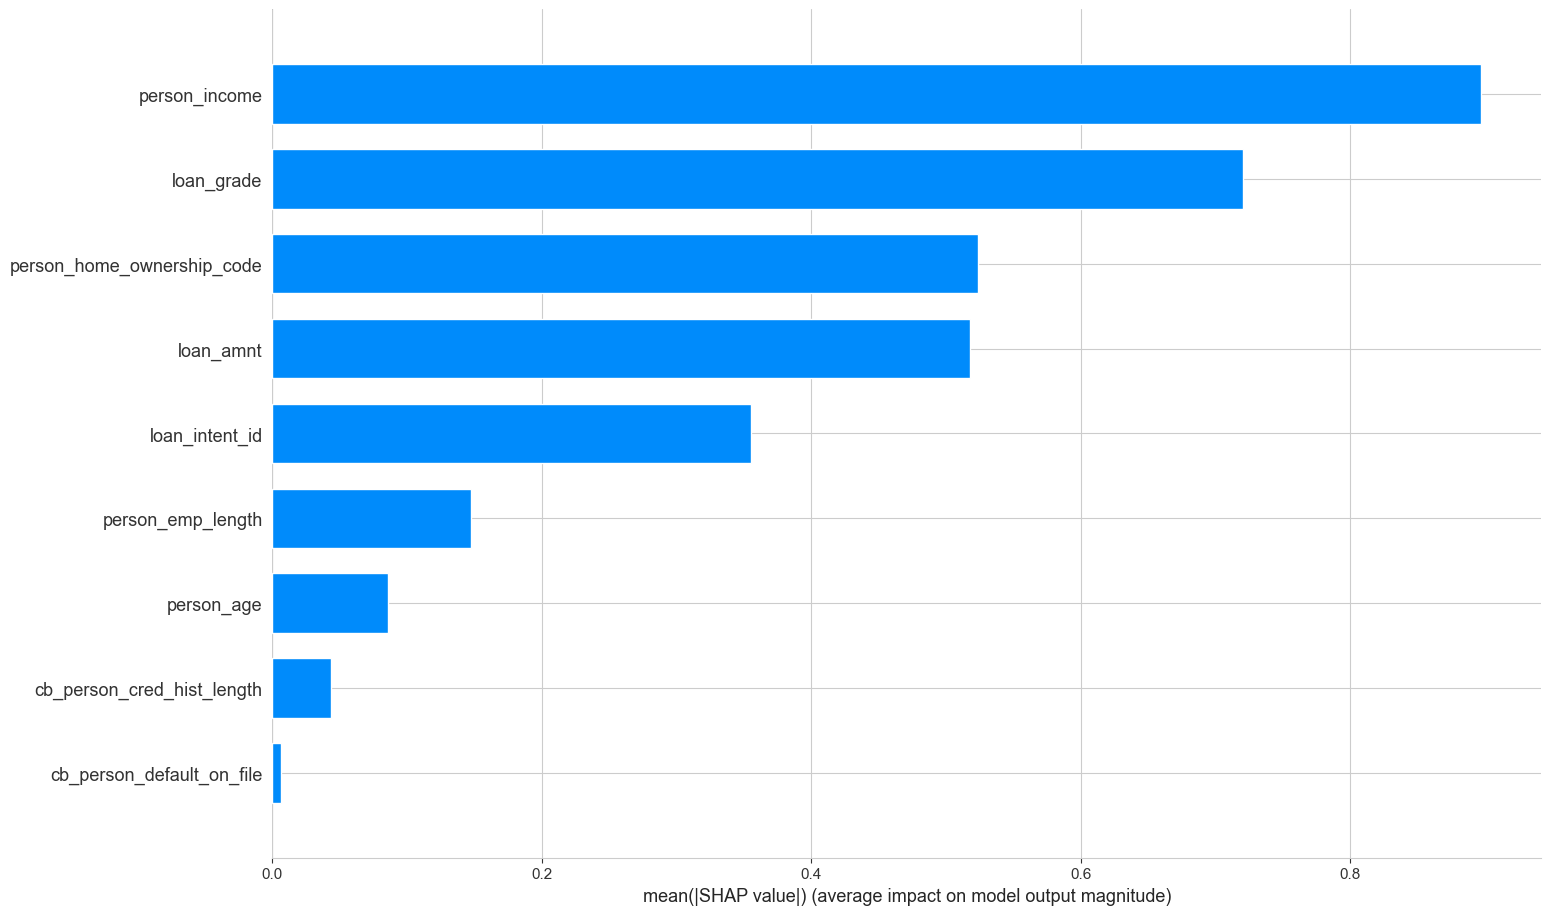 person_income
loan_grade
person_home_ownership_code
loan_amnt
loan_intent_id
person_emp_length
person_age
cb_person_cred_hist_length
cb_person_default_on_file
0.0 0.2 0.4 0.6 0.8
mean(|SHAP value|) (average impact on model output magnitude)